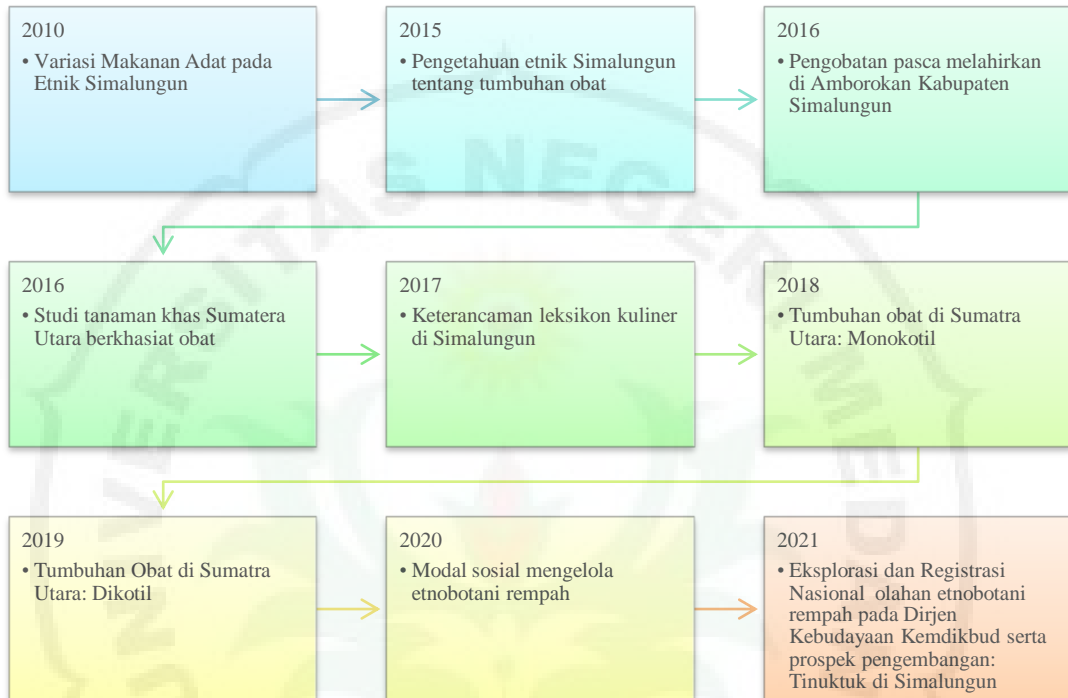 2010
• Variasi Makanan Adat pada
Etnik Simalungun
2015
• Pengetahuan etnik Simalungun
tentang tumbuhan obat
2016
• Pengobatan pasca melahirkan
di Amborokan Kabupaten
Simalungun
2016
• Studi tanaman khas Sumatera
Utara berkhasiat obat
2017
• Keterancaman leksikon kuliner
di Simalungun
2018
• Tumbuhan obat di Sumatra
Utara: Monokotil
2019
• Tumbuhan Obat di Sumatra
Utara: Dikotil
2020
• Modal sosial mengelola
etnobotani rempah
2021
• Eksplorasi dan Registrasi
Nasional olahan etnobotani
rempah pada Dirjen
Kebudayaan Kemdikbud serta
prospek pengembangan:
Tinuktuk di Simalungun
UNIVERSITAS NEGERI MED